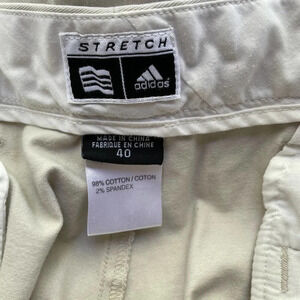 STRETCH
adidas
MADE IN CHINA
FABRIQUE EN CHINE
40
98% COTTON / COTON
2% SPANDEX